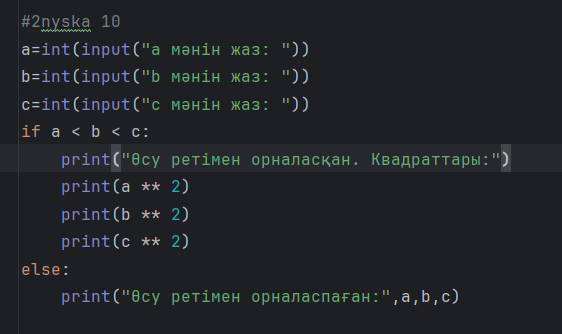 #2nyska 10
a=int(input("a мәнін жаз: "))
b=int(input("b мәнін жаз: "))
c=int(input("c мәнін жаз: "))
if a < b < c:
    print("Өсу ретімен орналасқан. Квадраттары:")
    print(a ** 2)
    print(b ** 2)
    print(c ** 2)
else:
    print("Өсу ретімен орналаспаған:",a,b,c)